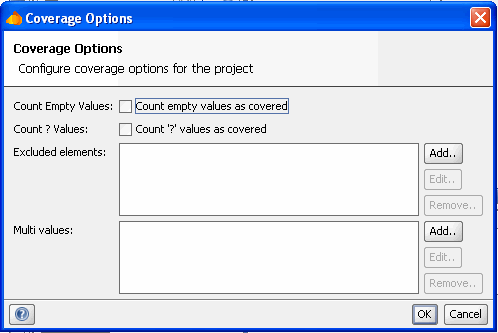 Coverage Options
Coverage Options
Configure coverage options for the project
Count Empty Values: Count empty values as covered
Count ? Values: Count '?' values as covered
Excluded elements: Add..
Edit..
Remove..
Multi values: Add..
Edit..
Remove..
? OK Cancel